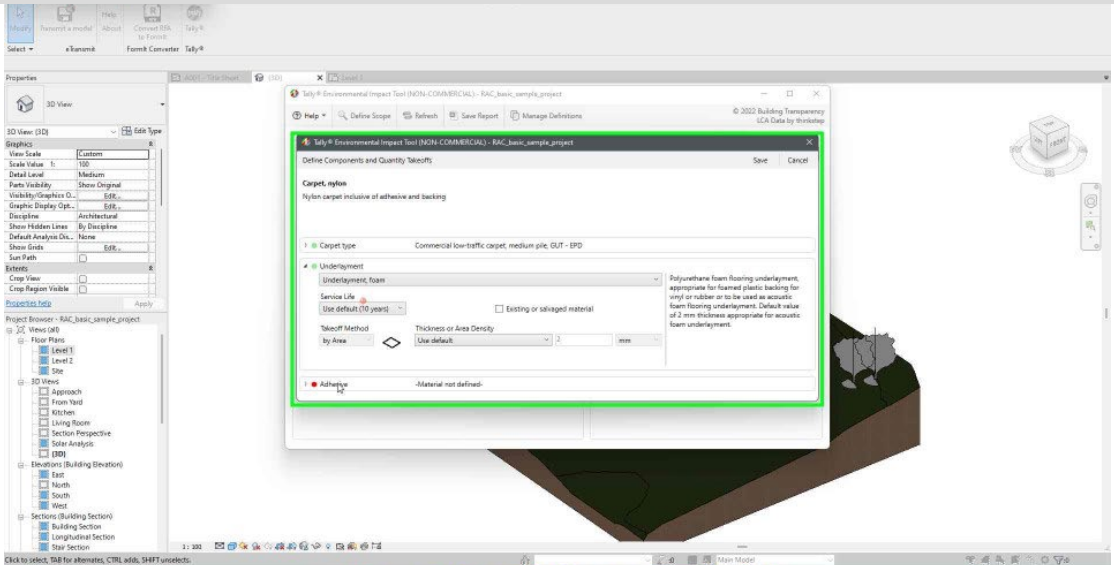 Modify
Transmit a model
Help
About
Convert RFA
to FormIt
Tally®
Select
eTransmit
FormIt Converter
Tally®
Properties
A001 - Title Sheet
{3D}
Level 1
3D View
3D View: {3D}
Edit Type
Graphics
View Scale Custom
Scale Value 1: 100
Detail Level Medium
Parts Visibility Show Original
Visibility/Graphics O... Edit...
Graphic Display Opt... Edit...
Discipline Architectural
Show Hidden Lines By Discipline
Default Analysis Dis... None
Show Grids Edit...
Sun Path
Extents
Crop View
Crop Region Visible
Properties help Apply
Project Browser - RAC_basic_sample_project
Views (all)
Floor Plans
Level 1
Level 2
Site
3D Views
Approach
From Yard
Kitchen
Living Room
Section Perspective
Solar Analysis
{3D}
Elevations (Building Elevation)
East
North
South
West
Sections (Building Section)
Building Section
Longitudinal Section
Stair Section
Tally® Environmental Impact Tool (NON-COMMERCIAL) - RAC_basic_sample_project
Help Define Scope Refresh Save Report Manage Definitions
© 2022 Building Transparency
LCA Data by thinkstep
Tally® Environmental Impact Tool (NON-COMMERCIAL) - RAC_basic_sample_project
Define Components and Quantity Takeoffs Save Cancel
Carpet, nylon
Nylon carpet inclusive of adhesive and backing
Carpet type Commercial low-traffic carpet, medium pile, GUT - EPD
Underlayment
Underlayment, foam
Service Life
Use default (10 years) Existing or salvaged material
Takeoff Method Thickness or Area Density
by Area Use default 2 mm
Polyurethane foam flooring underlayment,
appropriate for foamed plastic backing for
vinyl or rubber or to be used as acoustic
foam flooring underlayment. Default value
of 2 mm thickness appropriate for acoustic
foam underlayment.
Adhesive -Material not defined-
1 : 100
Click to select, TAB for alternates, CTRL adds, SHIFT unselects.
:0
Main Model